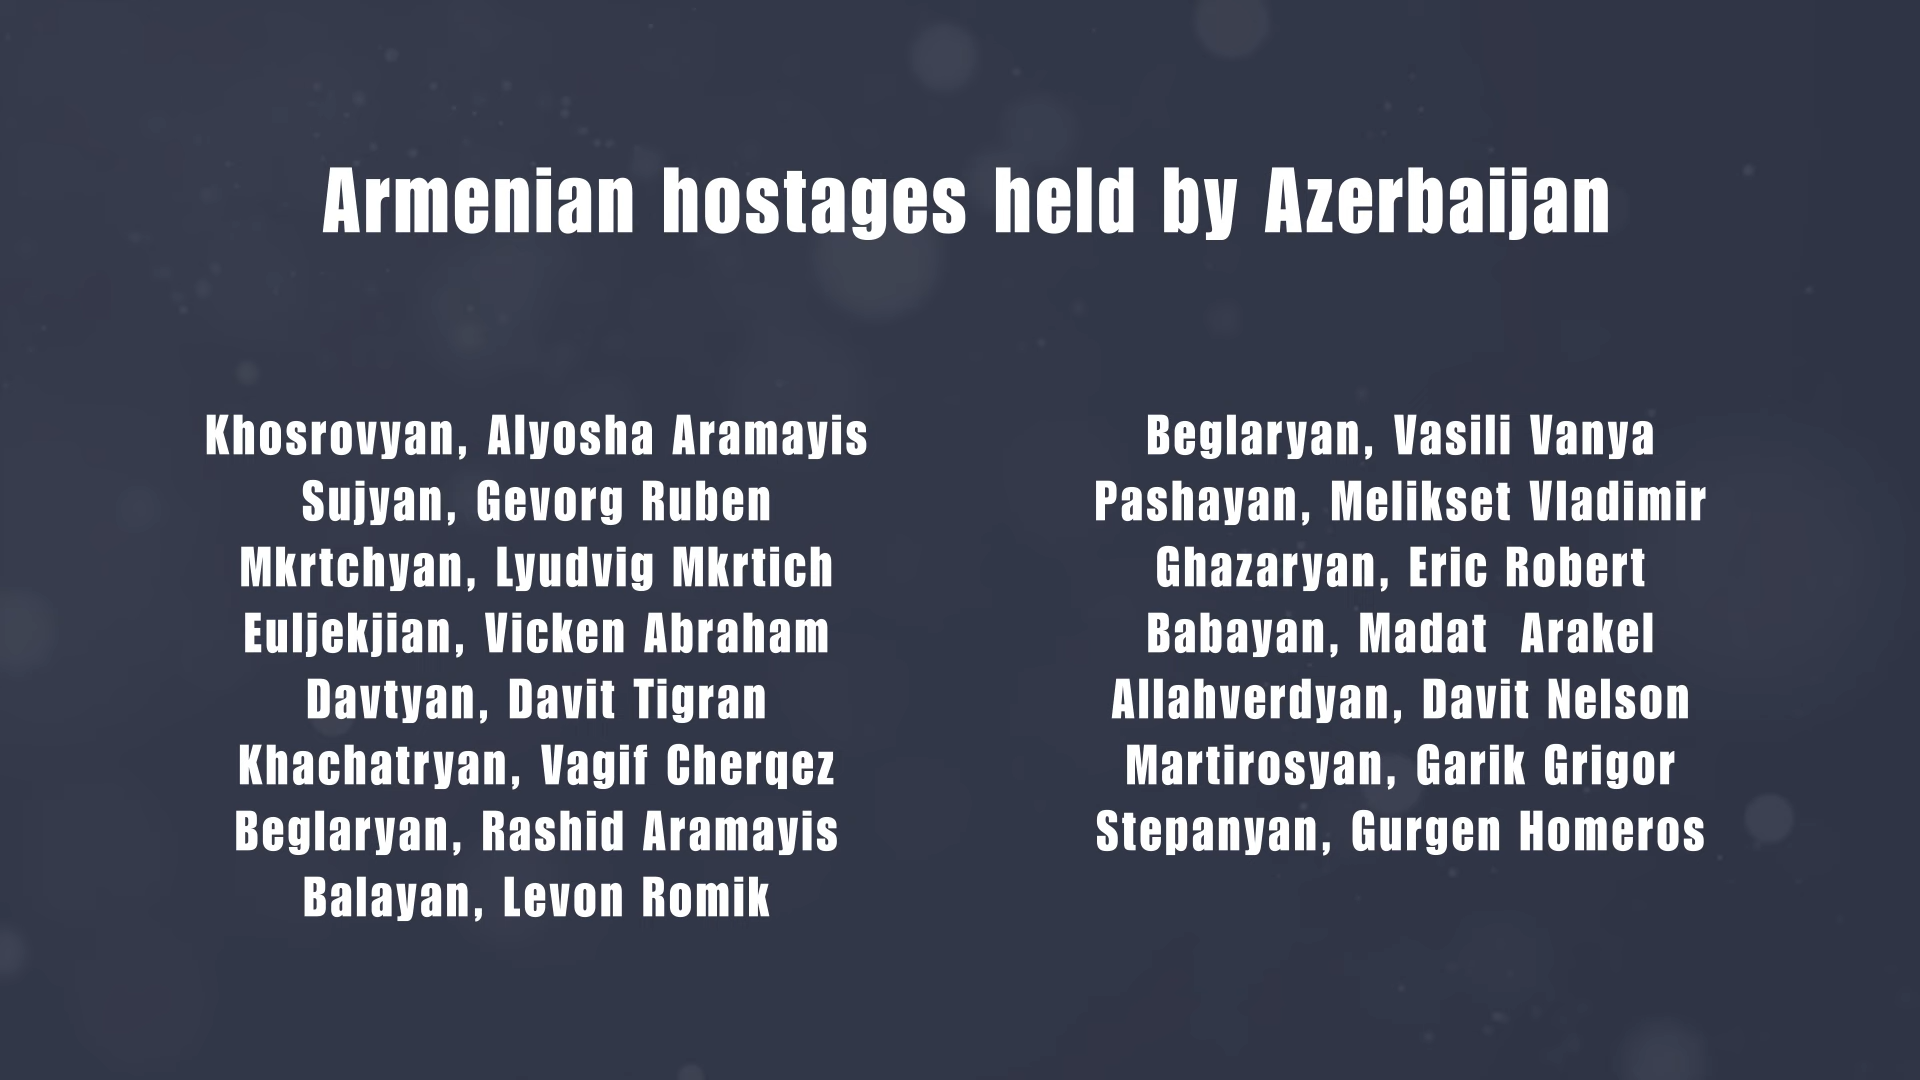 Armenian hostages held by Azerbaijan
Khosrovyan, Alyosha Aramayis
Sujyan, Gevorg Ruben
Mkrtchyan, Lyudvig Mkrtich
Euljekjian, Vicken Abraham
Davtyan, Davit Tigran
Khachatryan, Vagif Cherqez
Beglaryan, Rashid Aramayis
Balayan, Levon Romik
Beglaryan, Vasili Vanya
Pashayan, Melikset Vladimir
Ghazaryan, Eric Robert
Babayan, Madat  Arakel
Allahverdyan, Davit Nelson
Martirosyan, Garik Grigor
Stepanyan, Gurgen Homeros